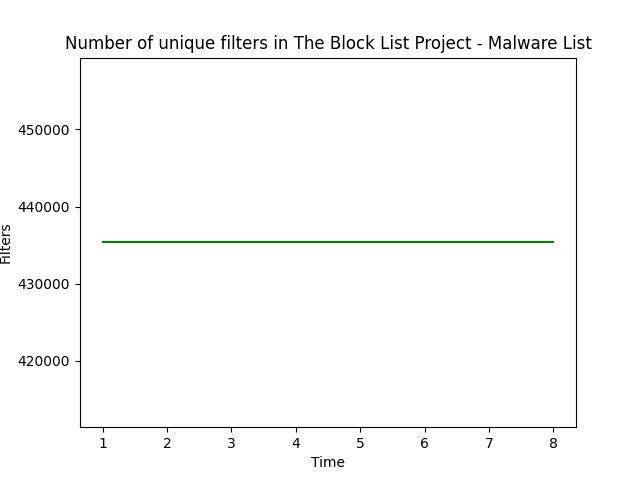 Number of unique filters in The Block List Project - Malware List
450000
440000
430000
420000
Filters
1 2 3 4 5 6 7 8
Time